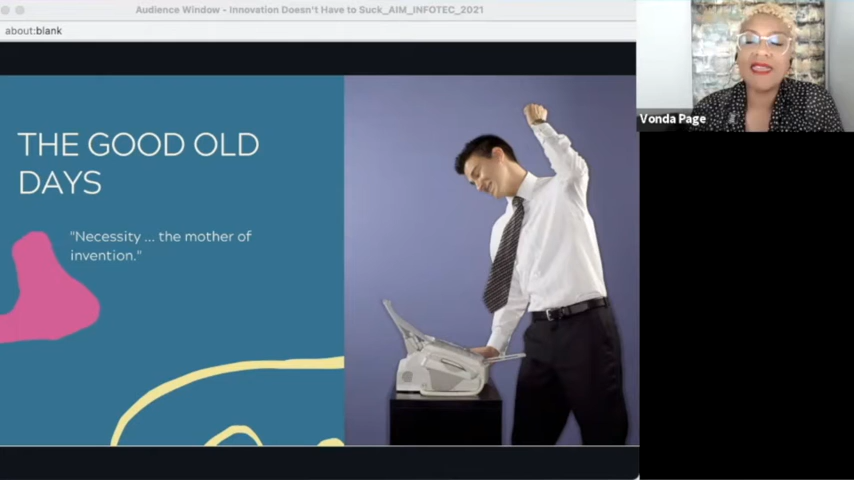 Audience Window - Innovation Doesn't Have to Suck_AIM_INFOTEC_2021
about:blank
THE GOOD OLD
DAYS
"Necessity ... the mother of
invention."
Vonda Page